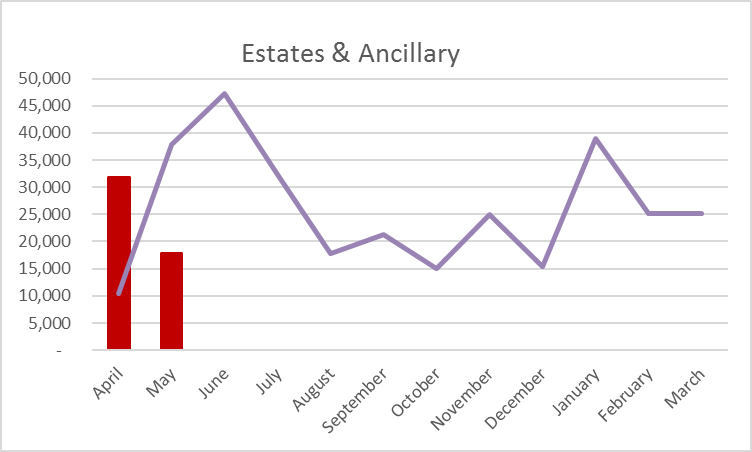 Estates & Ancillary
50,000
45,000
40,000
35,000
30,000
25,000
20,000
15,000
10,000
5,000
-
April
May
June
July
August
September
October
November
December
January
February
March